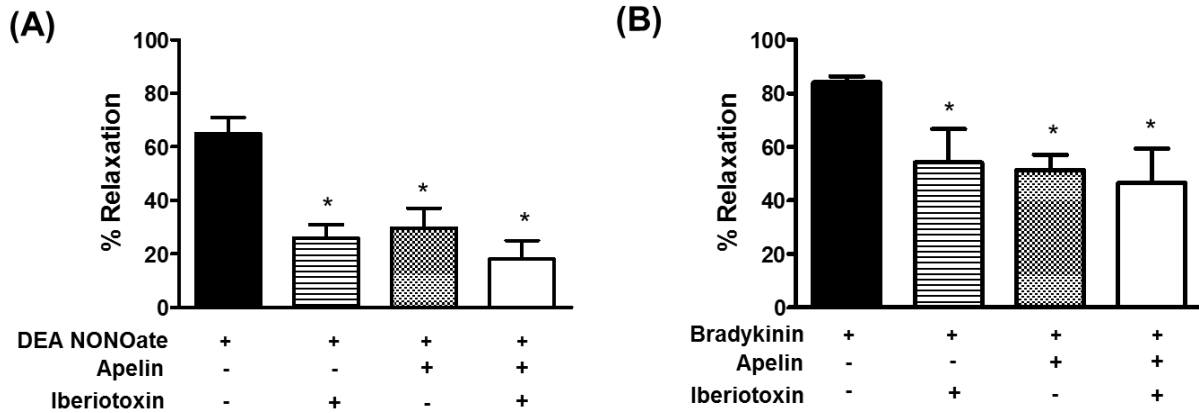 (A)
100
80
60
40
20
0
% Relaxation
* * *
DEA NONOate + + + +
Apelin - - + +
Iberiotoxin - + - +
(B)
100
80
60
40
20
0
% Relaxation
* * *
Bradykinin + + + +
Apelin - - + +
Iberiotoxin - + - +